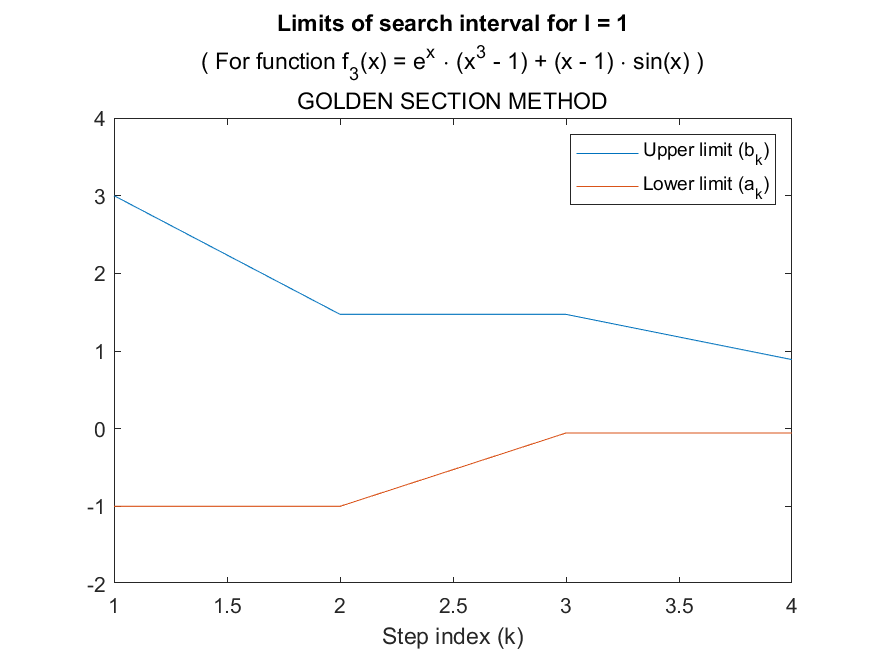 Limits of search interval for l = 1
( For function f₃(x) = eˣ · (x³ - 1) + (x - 1) · sin(x) )
GOLDEN SECTION METHOD
4
3
2
1
0
-1
-2
Upper limit (bₖ)
Lower limit (aₖ)
1 1.5 2 2.5 3 3.5 4
Step index (k)